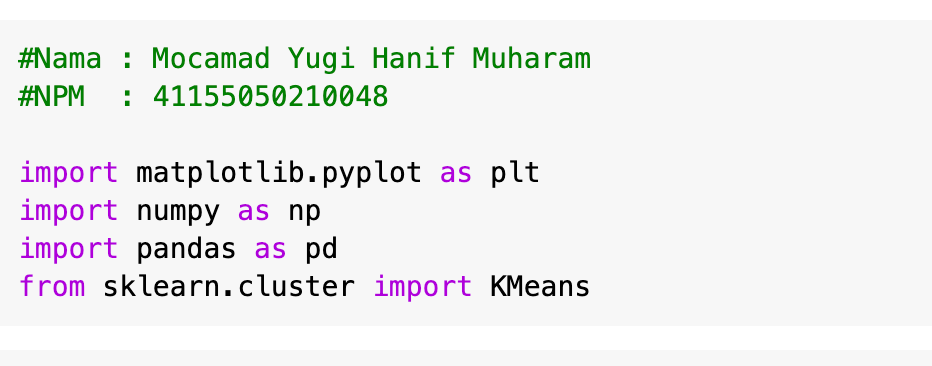 #Nama : Mocamad Yugi Hanif Muharam
#NPM  : 41155050210048
import matplotlib.pyplot as plt
import numpy as np
import pandas as pd
from sklearn.cluster import KMeans